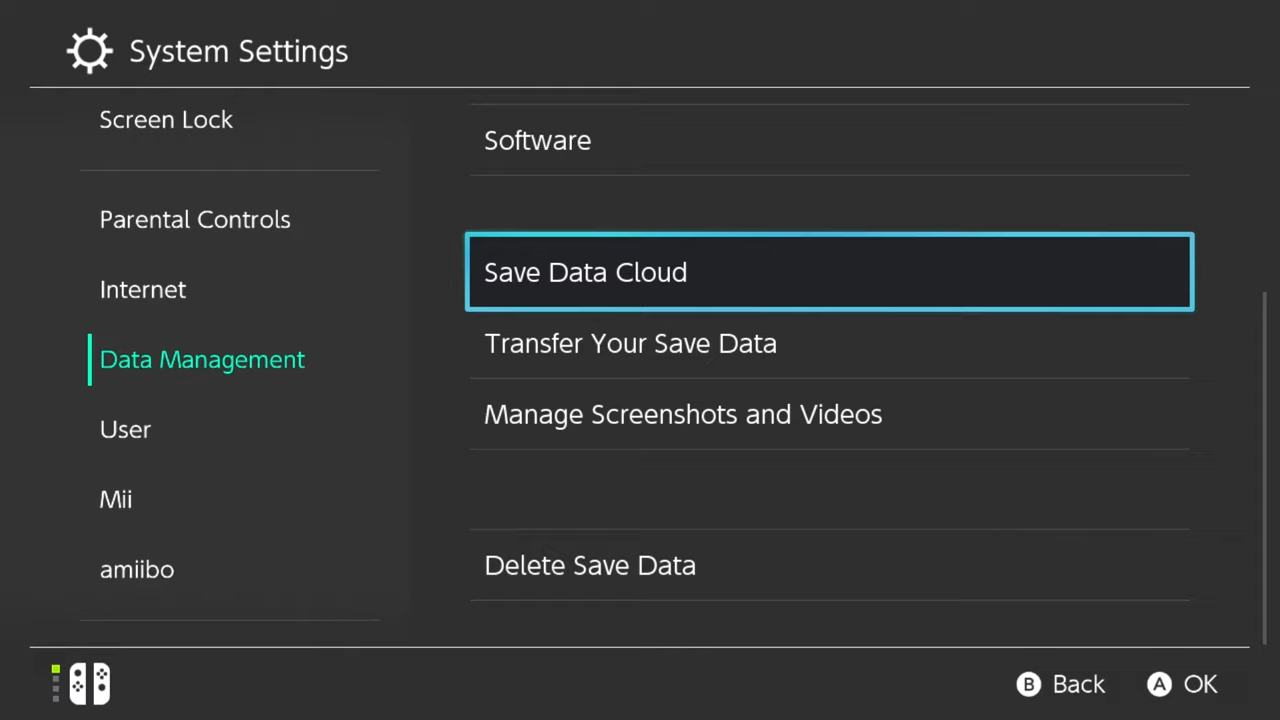 System Settings
Screen Lock
Parental Controls
Internet
Data Management
User
Mii
amiibo
Software
Save Data Cloud
Transfer Your Save Data
Manage Screenshots and Videos
Delete Save Data
B Back
A OK